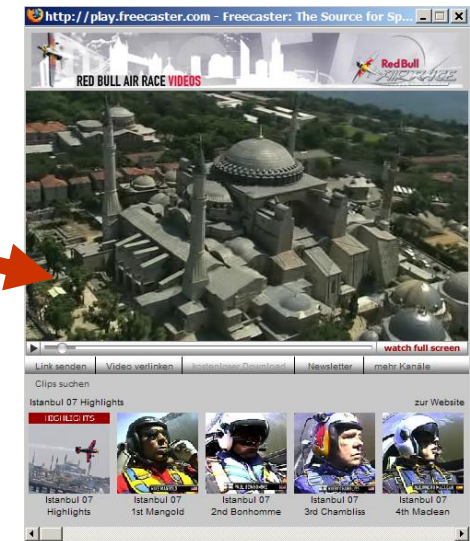 http://play.freecaster.com - Freecaster: The Source for Sp...
RED BULL AIR RACE VIDEOS
Red Bull
AIR RACE
watch full screen
Link senden Video verlinken kostenloser Download Newsletter mehr Kanäle
Clips suchen
Istanbul 07 Highlights zur Website
HIGHLIGHTS
Istanbul 07 Highlights
Istanbul 07 1st Mangold
Istanbul 07 2nd Bonhomme
Istanbul 07 3rd Chambliss
Istanbul 07 4th Maclean